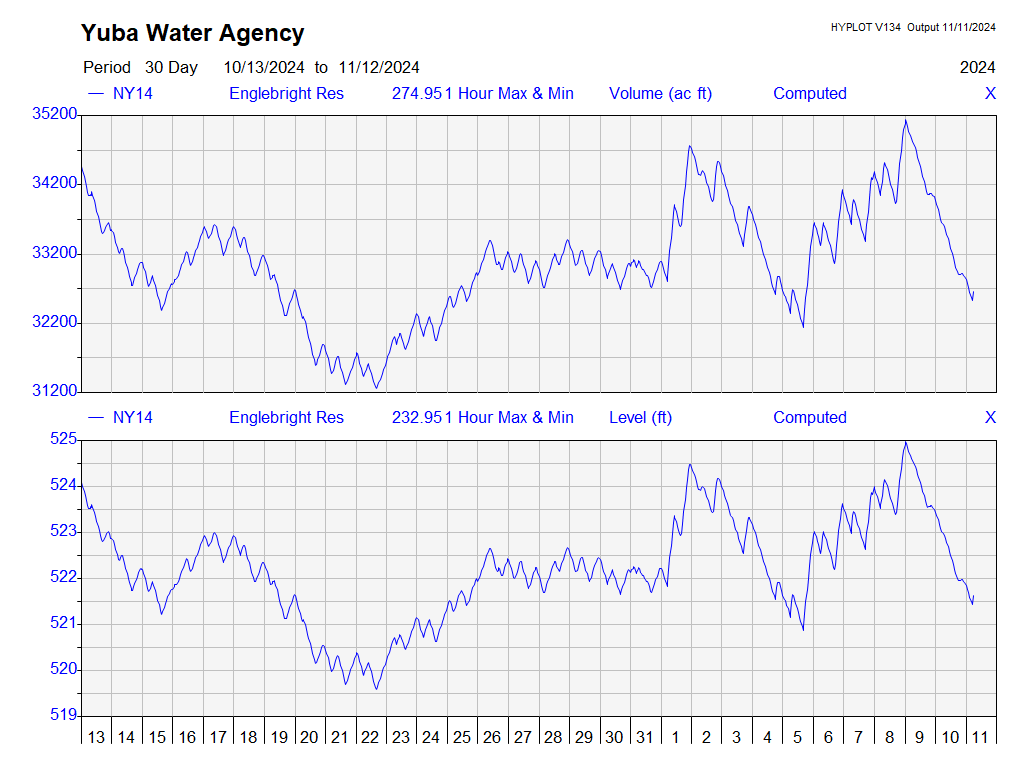 Yuba Water Agency
HYPLOT V134 Output 11/11/2024
Period 30 Day 10/13/2024 to 11/12/2024 2024
— NY14 Englebright Res 274.951 Hour Max & Min Volume (ac ft) Computed X
35200
34200
33200
32200
31200
— NY14 Englebright Res 232.951 Hour Max & Min Level (ft) Computed X
525
524
523
522
521
520
519
13 14 15 16 17 18 19 20 21 22 23 24 25 26 27 28 29 30 31 1 2 3 4 5 6 7 8 9 10 11